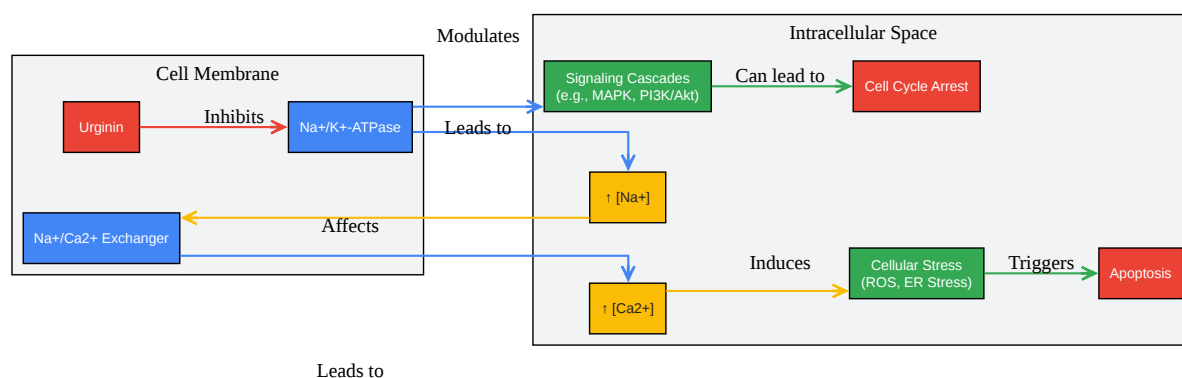 Modulates
Intracellular Space
Cell Membrane
Signaling Cascades
(e.g., MAPK, PI3K/Akt)
Can lead to
Cell Cycle Arrest
Urginin
Inhibits
Na+/K+-ATPase
Leads to
↑ [Na+]
Affects
Na+/Ca2+ Exchanger
Induces
Cellular Stress
(ROS, ER Stress)
Triggers
Apoptosis
↑ [Ca2+]
Leads to